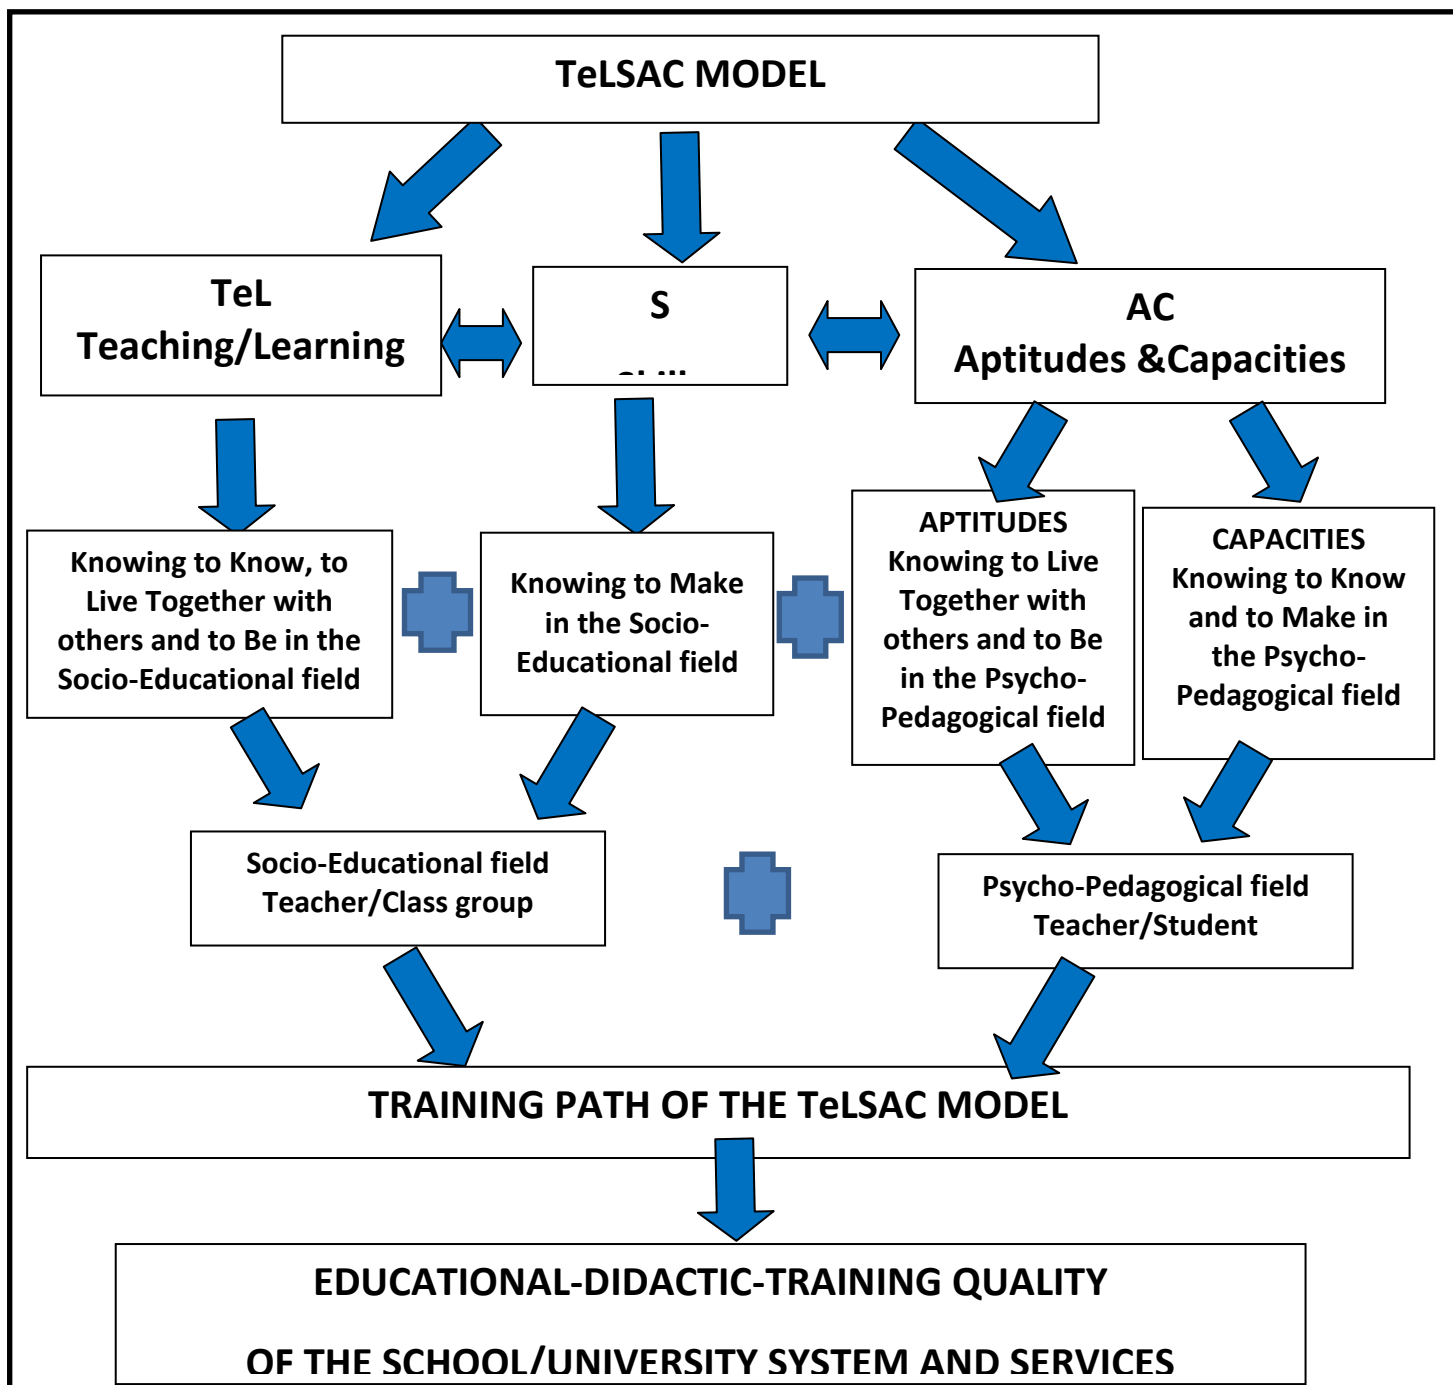 TeLSAC MODEL
TeL
Teaching/Learning
S
AC
Aptitudes &Capacities
Knowing to Know, to
Live Together with
others and to Be in the
Socio-Educational field
Knowing to Make
in the Socio-
Educational field
APTITUDES
Knowing to Live
Together with
others and to Be
in the Psycho-
Pedagogical field
CAPACITIES
Knowing to Know
and to Make in
the Psycho-
Pedagogical field
Socio-Educational field
Teacher/Class group
Psycho-Pedagogical field
Teacher/Student
TRAINING PATH OF THE TeLSAC MODEL
EDUCATIONAL-DIDACTIC-TRAINING QUALITY
OF THE SCHOOL/UNIVERSITY SYSTEM AND SERVICES